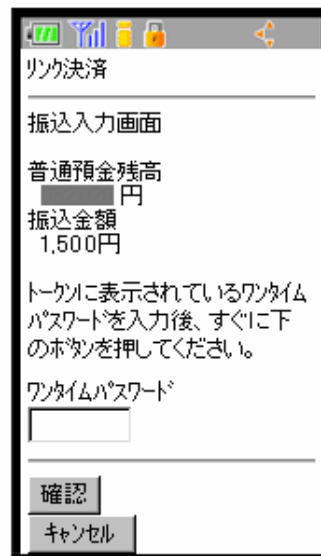 リンク決済
振込入力画面
普通預金残高
円
振込金額
1,500円
トークンに表示されているワンタイム
パスワードを入力後、すぐに下
のボタンを押してください。
ワンタイムパスワード
確認
キャンセル